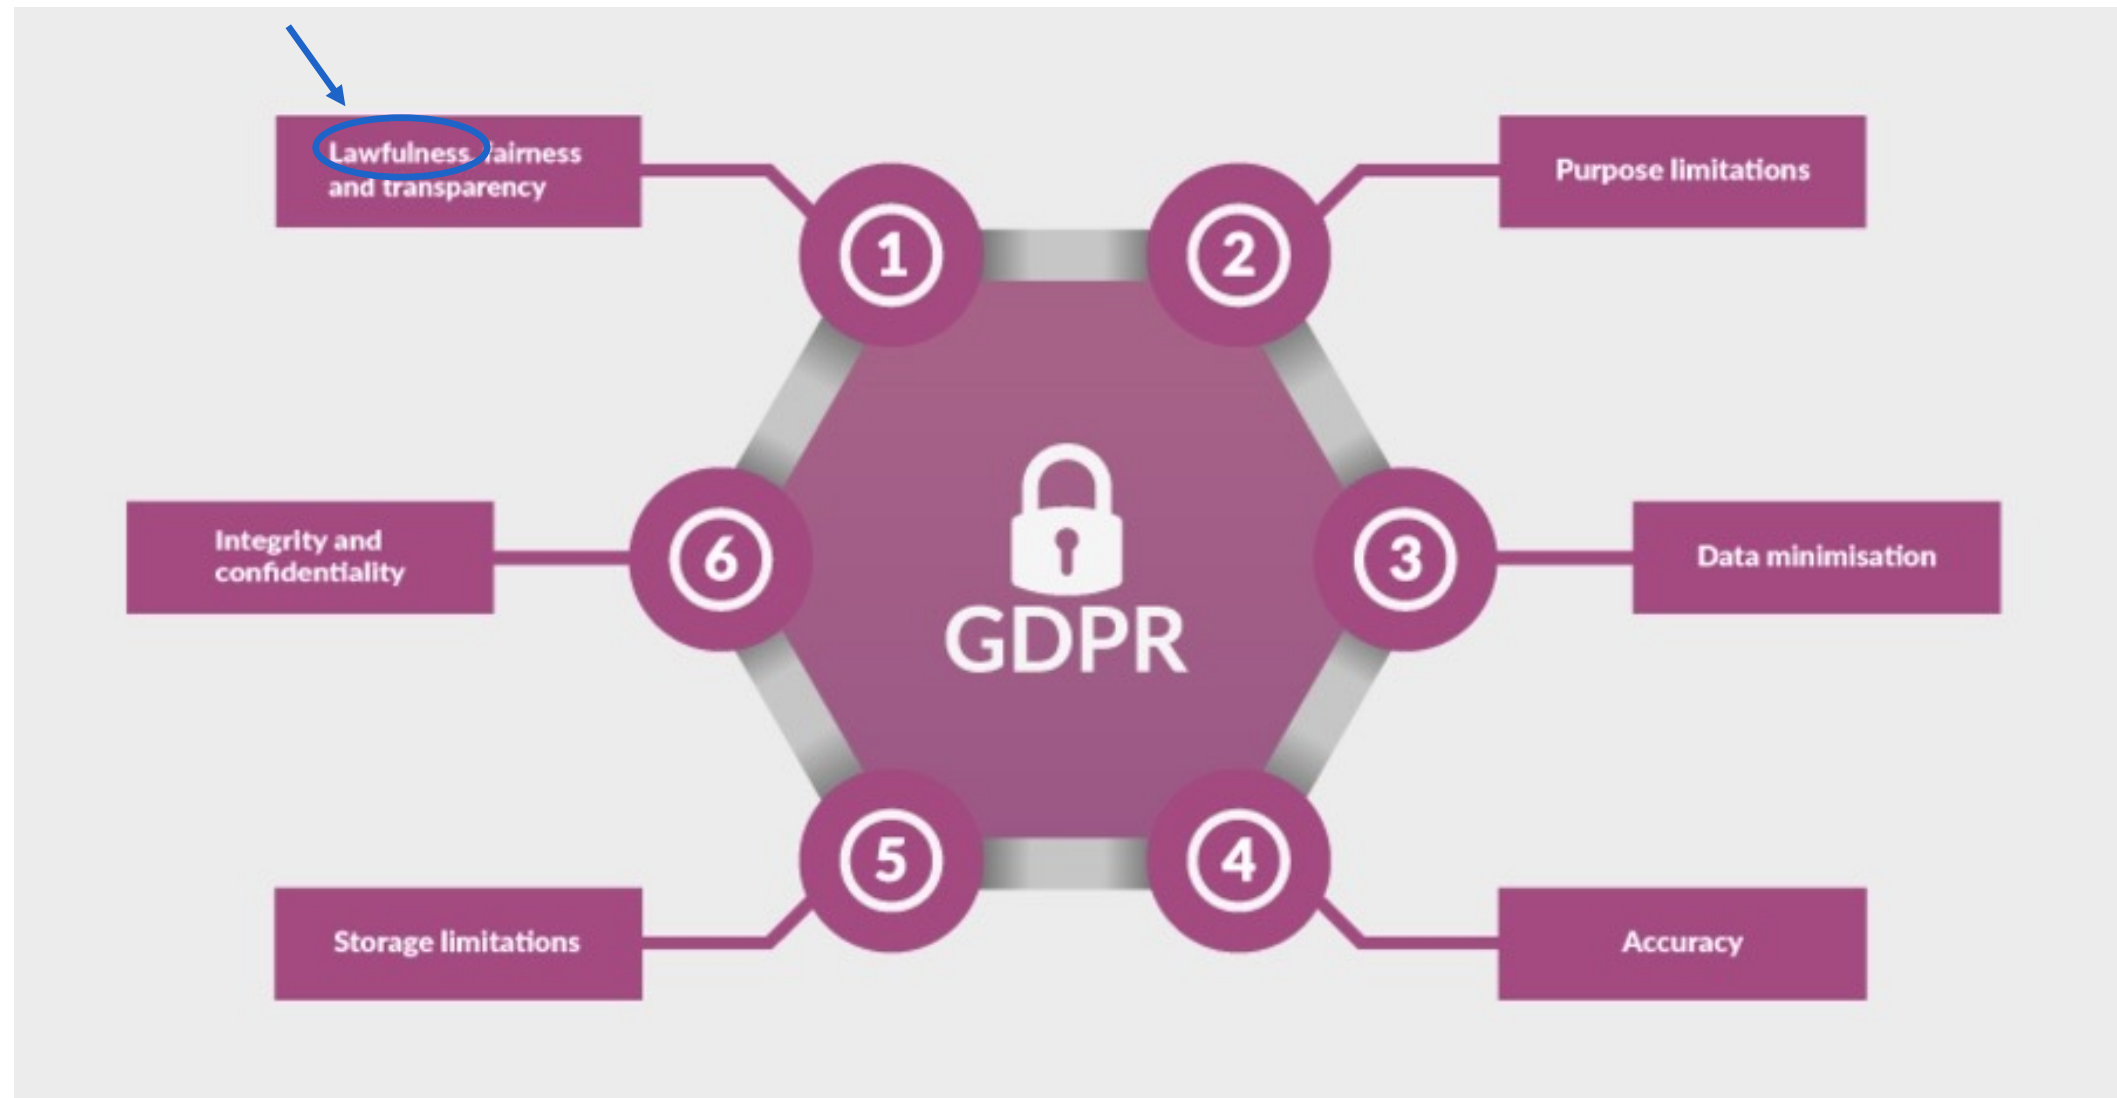 Lawfulness, fairness
and transparency
1
2
Purpose limitations
Integrity and
confidentiality
6
GDPR
3
Data minimisation
Storage limitations
5
4
Accuracy